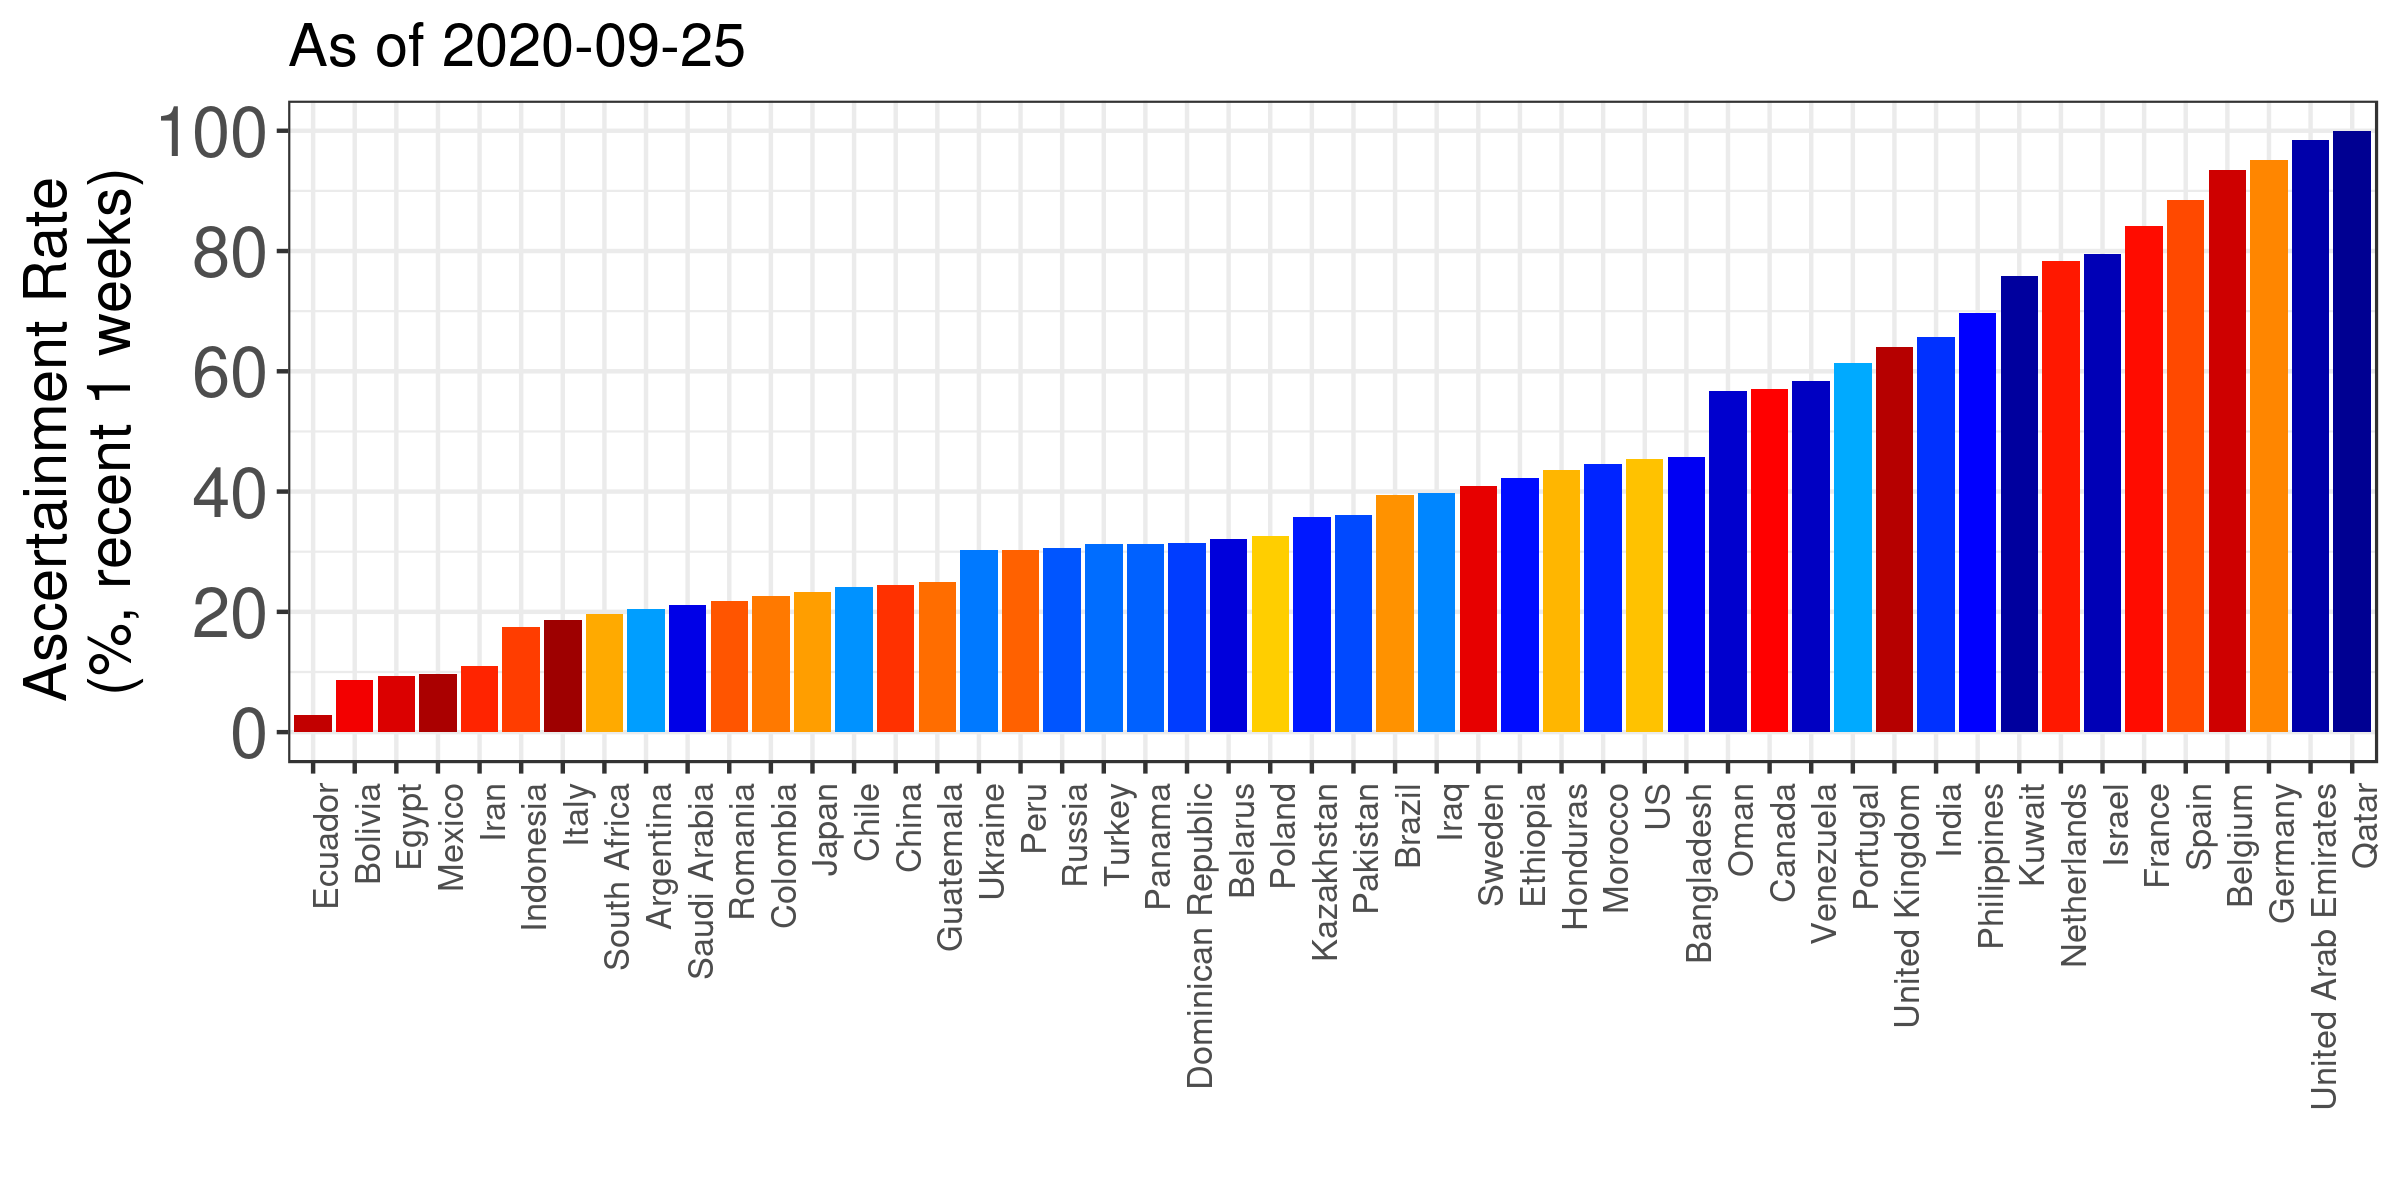 As of 2020-09-25
Ascertainment Rate
(%, recent 1 weeks)
100
80
60
40
20
0
Ecuador
Bolivia
Egypt
Mexico
Iran
Indonesia
Italy
South Africa
Argentina
Saudi Arabia
Romania
Colombia
Japan
Chile
China
Guatemala
Ukraine
Peru
Russia
Turkey
Panama
Dominican Republic
Belarus
Poland
Kazakhstan
Pakistan
Brazil
Iraq
Sweden
Ethiopia
Honduras
Morocco
US
Bangladesh
Oman
Canada
Venezuela
Portugal
United Kingdom
India
Philippines
Kuwait
Netherlands
Israel
France
Spain
Belgium
Germany
United Arab Emirates
Qatar